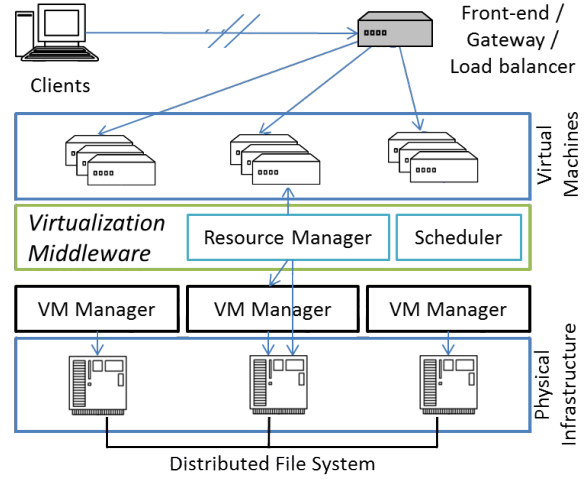 Front-end /
Gateway /
Load balancer
Clients
Virtual
Machines
Virtualization
Middleware
Resource Manager
Scheduler
VM Manager
VM Manager
VM Manager
Physical
Infrastructure
Distributed File System